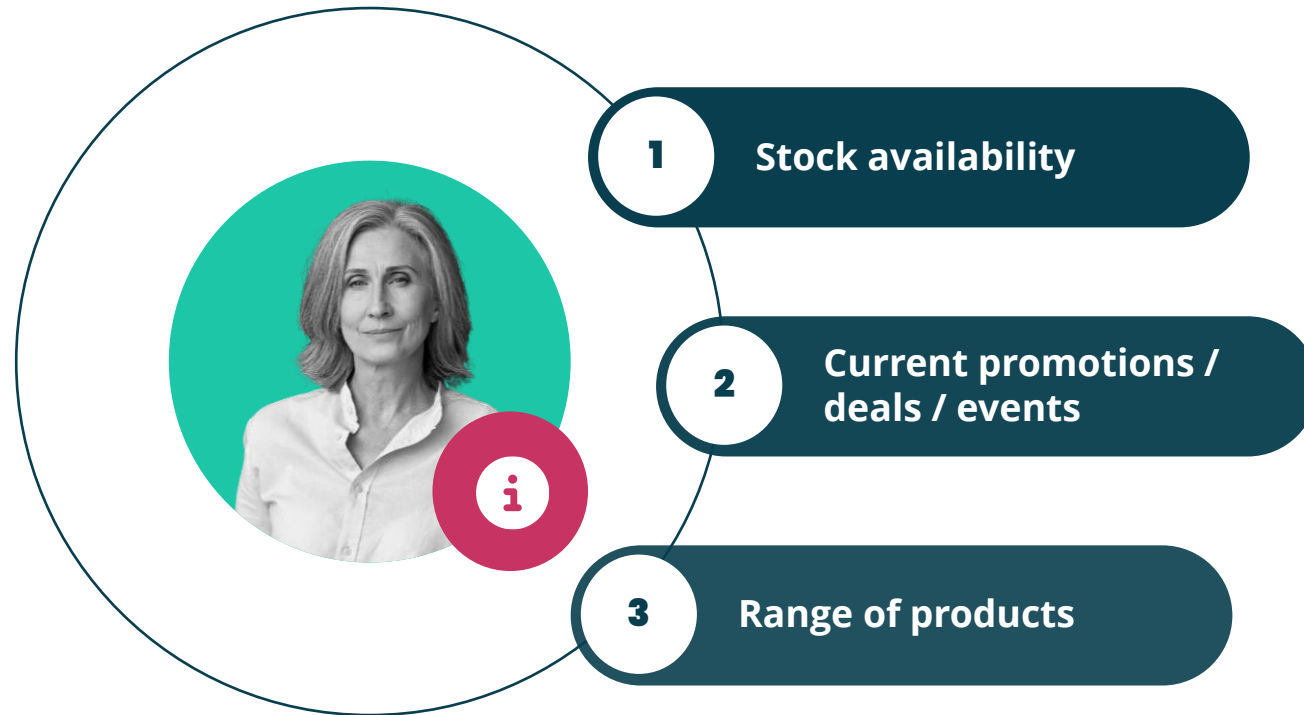 1
Stock availability
2
Current promotions /
deals / events
i
3
Range of products